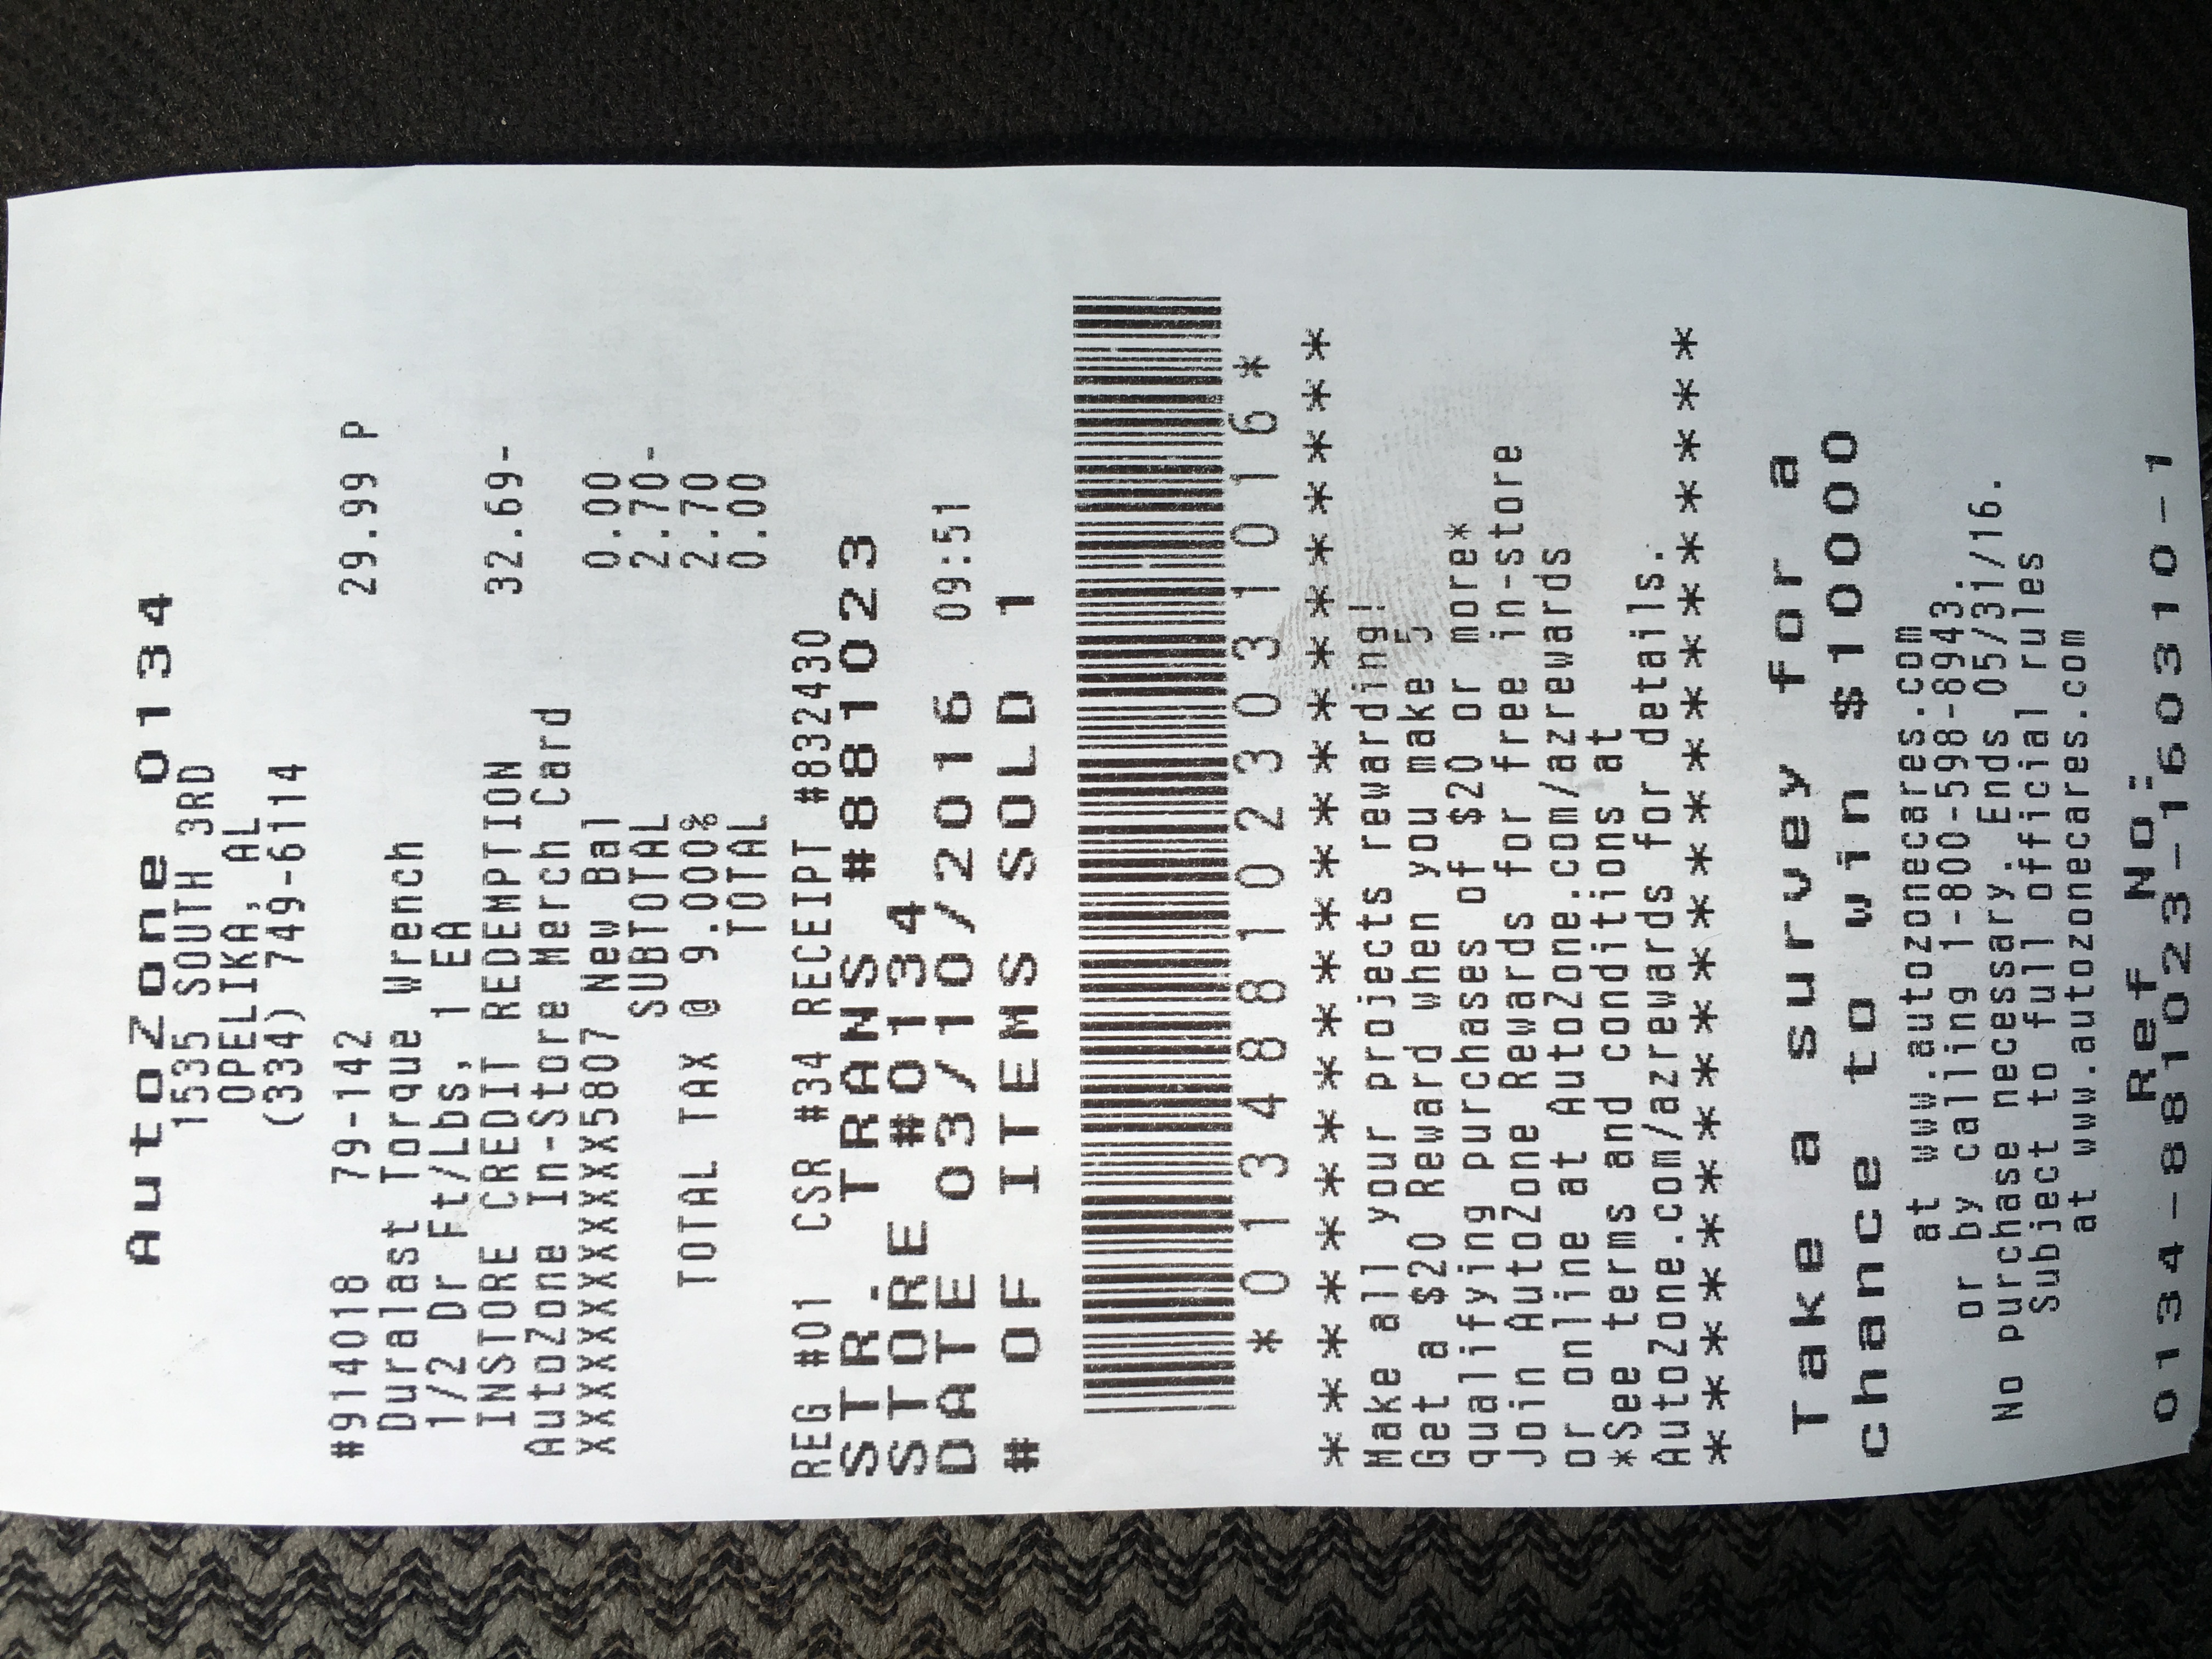 AutoZone 0134
1535 SOUTH 3RD
OPELIKA, AL
(334) 749-6114
#914018 79-142 29.99 P
Duralast Torque Wrench
1/2 Dr Ft/Lbs, 1 EA
INSTORE CREDIT REDEMPTION 32.69-
AutoZone In-Store Merch Card
XXXXXXXXXXXX5807 New Bal 0.00
SUBTOTAL 2.70-
TOTAL TAX @ 9.000% 2.70
TOTAL 0.00
REG #01 CSR #34 RECEIPT #832430
STR. TRANS #881023
STORE #0134
DATE 03/10/2016 09:51
# OF ITEMS SOLD 1
*0134881023031016*
**********************
Make all your projects rewarding!
Get a $20 Reward when you make 5
qualifying purchases of $20 or more*
Join AutoZone Rewards for free in-store
or online at AutoZone.com/azrewards
*See terms and conditions at
AutoZone.com/azrewards for details.
**********************
Take a survey for a
chance to win $10000
at www.autozonecares.com
or by calling 1-800-598-8943.
No purchase necessary. Ends 05/31/16.
Subject to full official rules
at www.autozonecares.com
Ref No:
0134-881023-160310-1